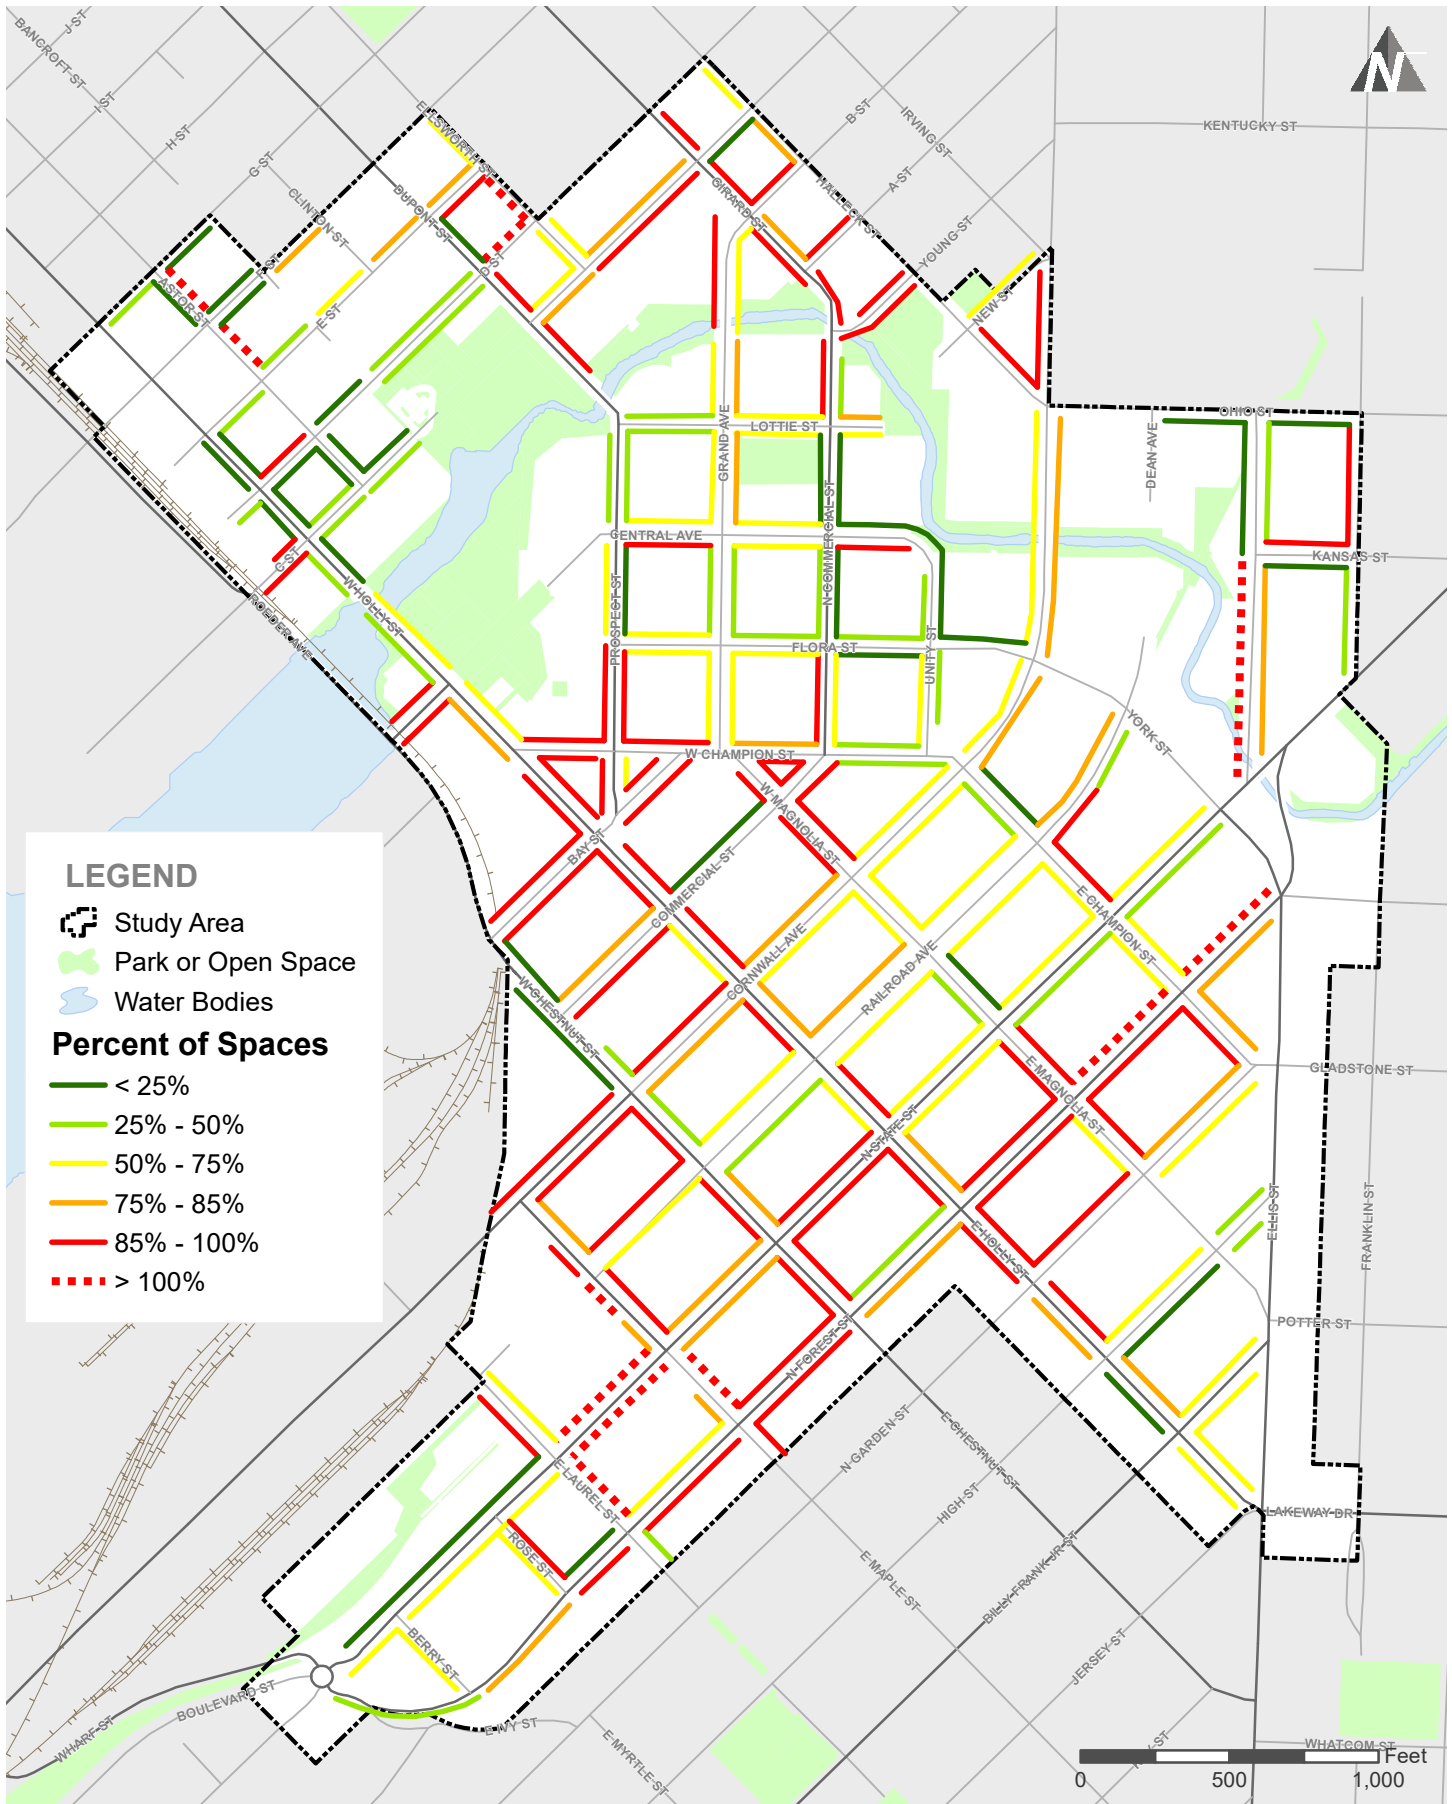 J ST
BANCROFT ST
I ST
H ST
G ST
ELLSWORTH ST
B ST
IRVING ST
KENTUCKY ST
N
CLINTON ST
DUPONT ST
GIRARD ST
HALLECK ST
A ST
YOUNG ST
F ST
D ST
ASTOR ST
E ST
NEW ST
OHIO ST
LOTTIE ST
GRAND AVE
DEAN AVE
CENTRAL AVE
N COMMERCIAL ST
KANSAS ST
C ST
W HOLLY ST
ROEDER AVE
PROSPECT ST
FLORA ST
UNITY ST
YORK ST
W CHAMPION ST
W MAGNOLIA ST
BAY ST
COMMERCIAL ST
E CHAMPION ST
CORNWALL AVE
RAILROAD AVE
W CHESTNUT ST
E MAGNOLIA ST
GLADSTONE ST
N STATE ST
ELLIS ST
FRANKLIN ST
E HOLLY ST
POTTER ST
N FOREST ST
N GARDEN ST
E CHESTNUT ST
HIGH ST
E LAUREL ST
LAKEWAY DR
ROSE ST
E MAPLE ST
BILLY FRANK JR ST
BERRY ST
JERSEY ST
BOULEVARD ST
WHARF ST
E IVY ST
E MYRTLE ST
WHATCOM ST
LEGEND
Study Area
Park or Open Space
Water Bodies
Percent of Spaces
< 25%
25% - 50%
50% - 75%
75% - 85%
85% - 100%
> 100%
Feet
0 500 1,000